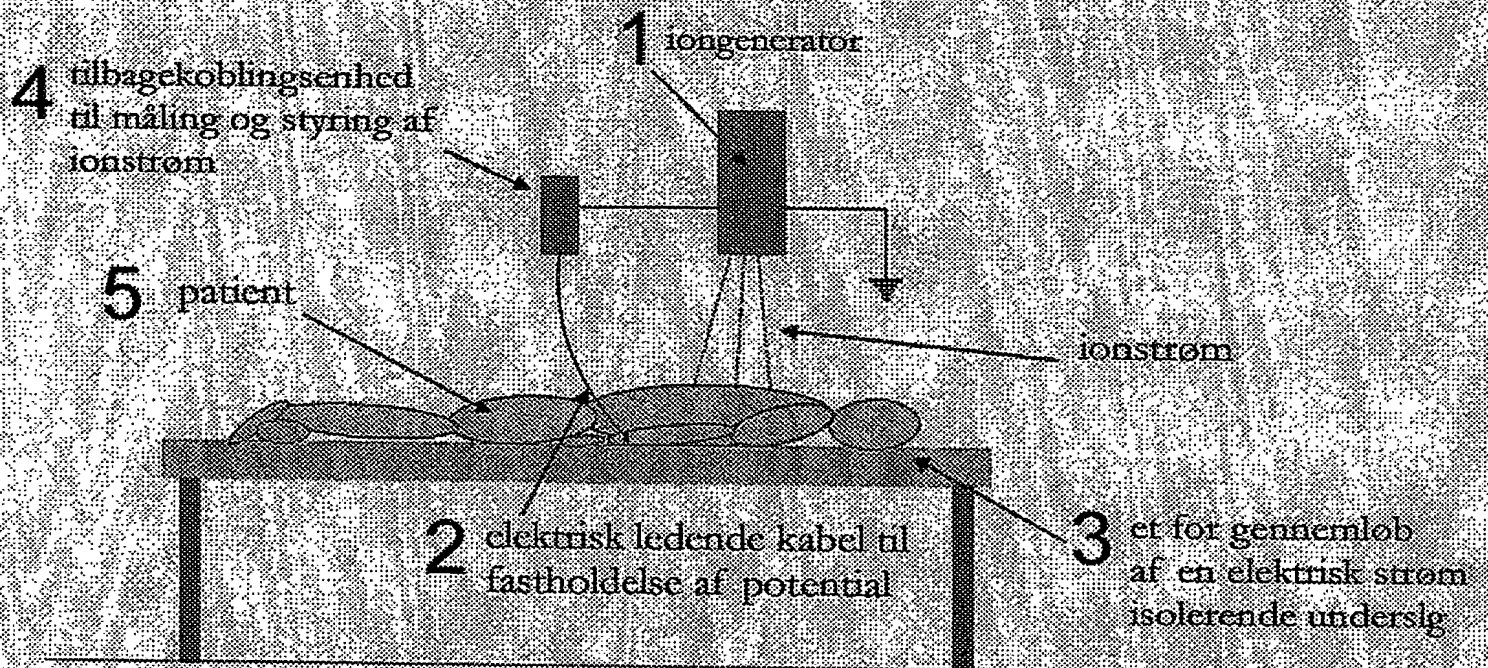 1 iongenerator
4 tilbagekoblingsenhed
til måling og styring af
ionstrøm
5 patient
ionstrøm
2 elektrisk ledende kabel til
fastholdelse af potential
3 et for gennemløb
af en elektrisk strøm
isolerende underslg